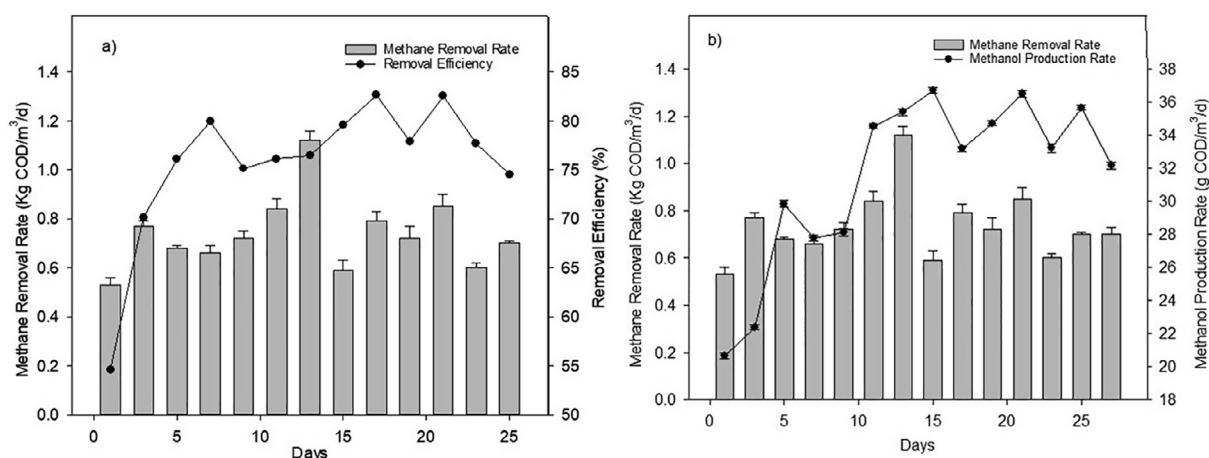 a)
Methane Removal Rate
Removal Efficiency
Methane Removal Rate (Kg COD/m³/d)
1.4
1.2
1.0
0.8
0.6
0.4
0.2
0.0
0 5 10 15 20 25
Days
85
80
75
70
65
60
55
50
Removal Efficiency (%)
b)
Methane Removal Rate
Methanol Production Rate
Methane Removal Rate (Kg COD/m³/d)
1.4
1.2
1.0
0.8
0.6
0.4
0.2
0.0
0 5 10 15 20 25
Days
38
36
34
32
30
28
26
24
22
20
18
Methanol Production Rate (g COD/m³/d)